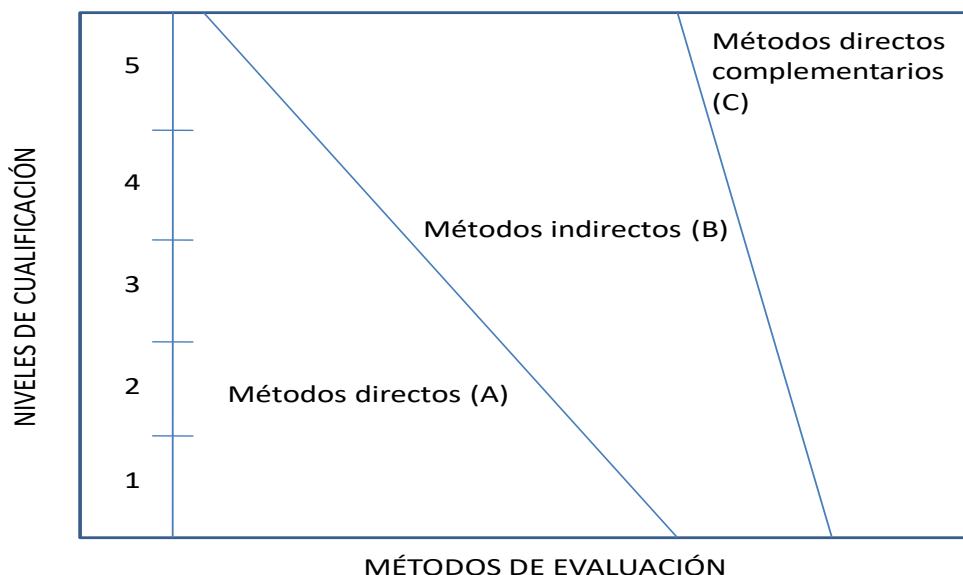 Métodos directos
complementarios
(C)
5
4
Métodos indirectos (B)
3
2
Métodos directos (A)
1
NIVELES DE CUALIFICACIÓN
MÉTODOS DE EVALUACIÓN